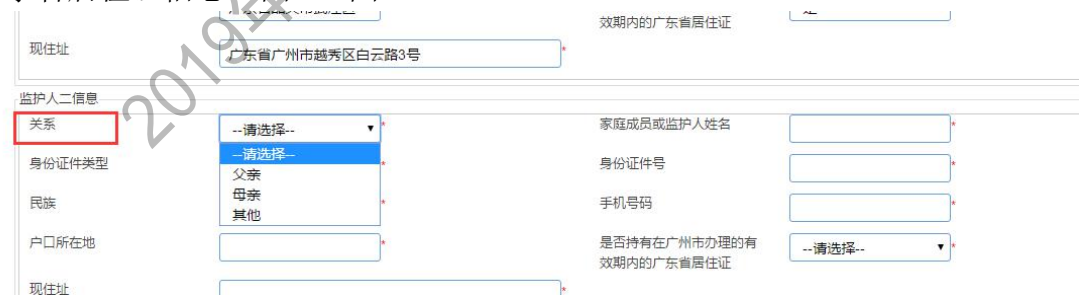 效期内的广东省居住证
现住址 广东省广州市越秀区白云路3号 *
监护人二信息
关系 --请选择-- * 家庭成员或监护人姓名 *
--请选择--
身份证件类型 * 身份证件号 *
父亲
母亲
民族 * 手机号码 *
其他
户口所在地 * 是否持有在广州市办理的有 --请选择-- *
效期内的广东省居住证
现住址 *
2019年